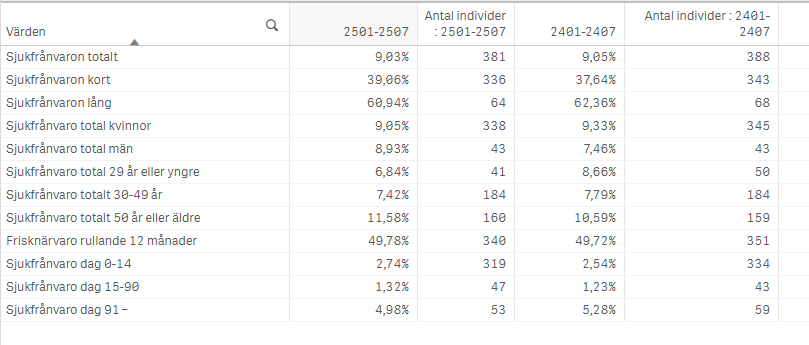 Värden 2501-2507 Antal individer : 2501-2507 2401-2407 Antal individer : 2401-2407
Sjukfrånvaron totalt 9,03% 381 9,05% 388
Sjukfrånvaron kort 39,06% 336 37,64% 343
Sjukfrånvaron lång 60,94% 64 62,36% 68
Sjukfrånvaro total kvinnor 9,05% 338 9,33% 345
Sjukfrånvaro total män 8,93% 43 7,46% 43
Sjukfrånvaro total 29 år eller yngre 6,84% 41 8,66% 50
Sjukfrånvaro totalt 30-49 år 7,42% 184 7,79% 184
Sjukfrånvaro totalt 50 år eller äldre 11,58% 160 10,59% 159
Frisknärvaro rullande 12 månader 49,78% 340 49,72% 351
Sjukfrånvaro dag 0-14 2,74% 319 2,54% 334
Sjukfrånvaro dag 15-90 1,32% 47 1,23% 43
Sjukfrånvaro dag 91 – 4,98% 53 5,28% 59